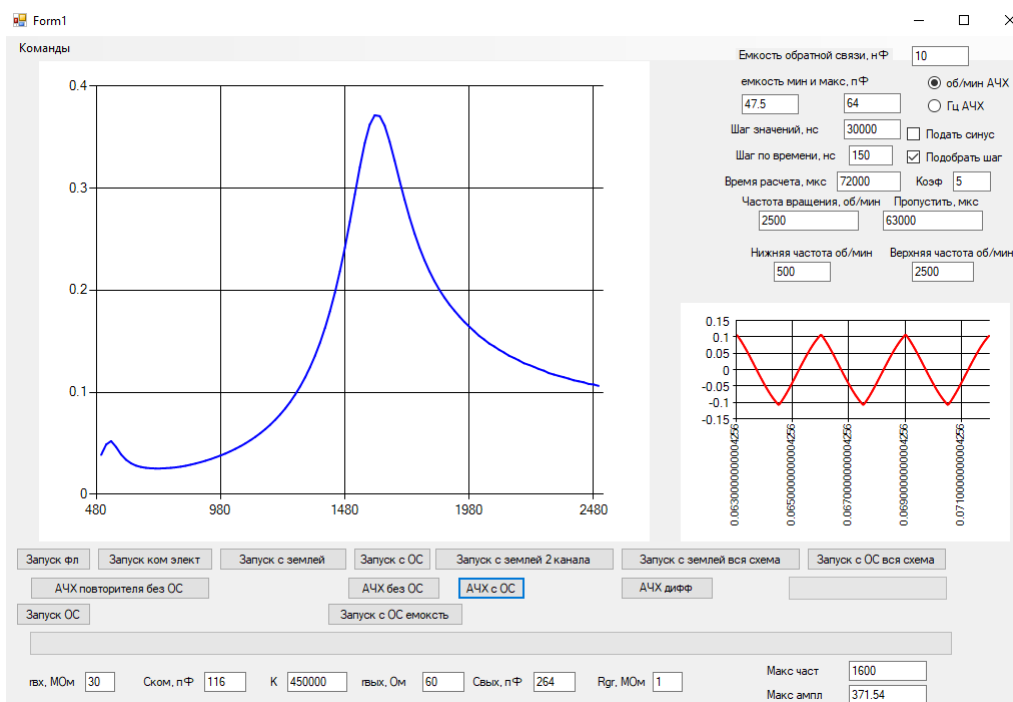 Form1
Команды
Емкость обратной связи, нФ 10
емкость мин и макс, пФ об/мин АЧХ
47.5 64 Гц АЧХ
Шаг значений, нс 30000 Подать синус
Шаг по времени, нс 150 Подобрать шаг
Время расчета, мкс 72000 Коэф 5
Частота вращения, об/мин Пропустить, мкс
2500 63000
Нижняя частота об/мин Верхняя частота об/мин
500 2500
0.4
0.3
0.2
0.1
0
480 980 1480 1980 2480
0.15
0.1
0.05
0
-0.05
-0.1
-0.15
0.0630000000004256
0.0650000000004256
0.0670000000004256
0.0690000000004256
0.0710000000004256
Запуск фл Запуск ком элект Запуск с землей Запуск с ОС Запуск с землей 2 канала Запуск с землей вся схема Запуск с ОС вся схема
АЧХ повторителя без ОС АЧХ без ОС АЧХ с ОС АЧХ дифф
Запуск ОС Запуск с ОС емоксть
rвх, МОм 30 Cком, пФ 116 К 450000 rвых, Ом 60 Cвых, пФ 264 Rgr, МОм 1
Макс част 1600
Макс ампл 371.54